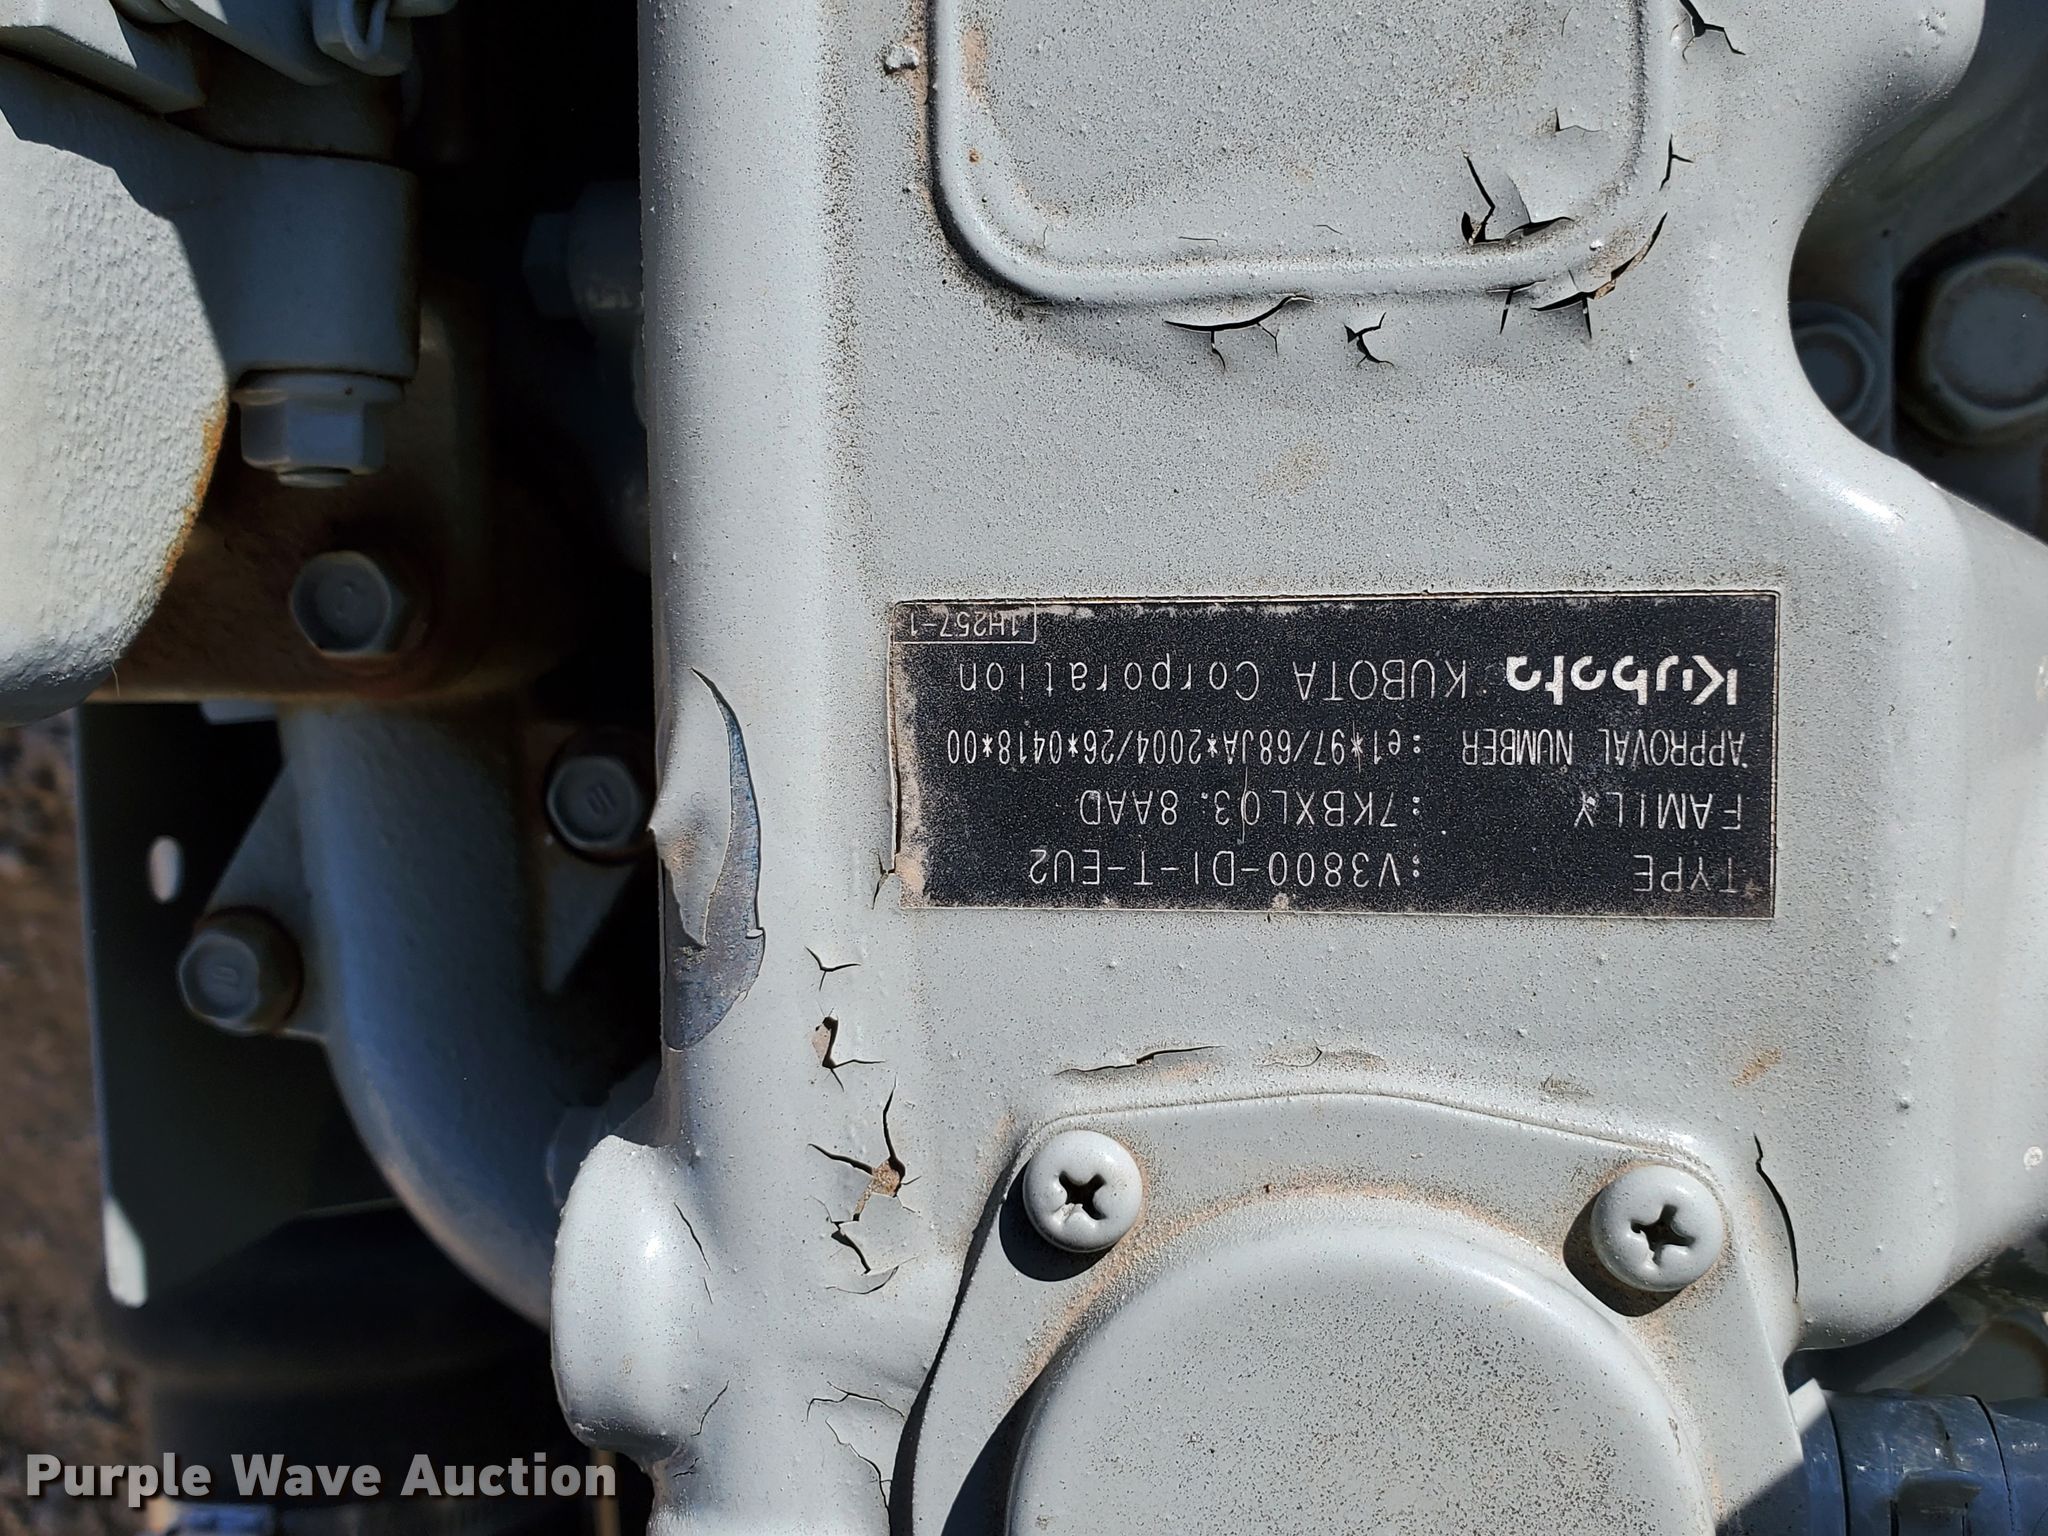 TYPE :V3800-DI-T-EU2
FAMILY :7KBXL03.8AAD
APPROVAL NUMBER :e1*97/68JA*2004/26*0418*00
Kubota KUBOTA Corporation
1H257-1
Purple Wave Auction